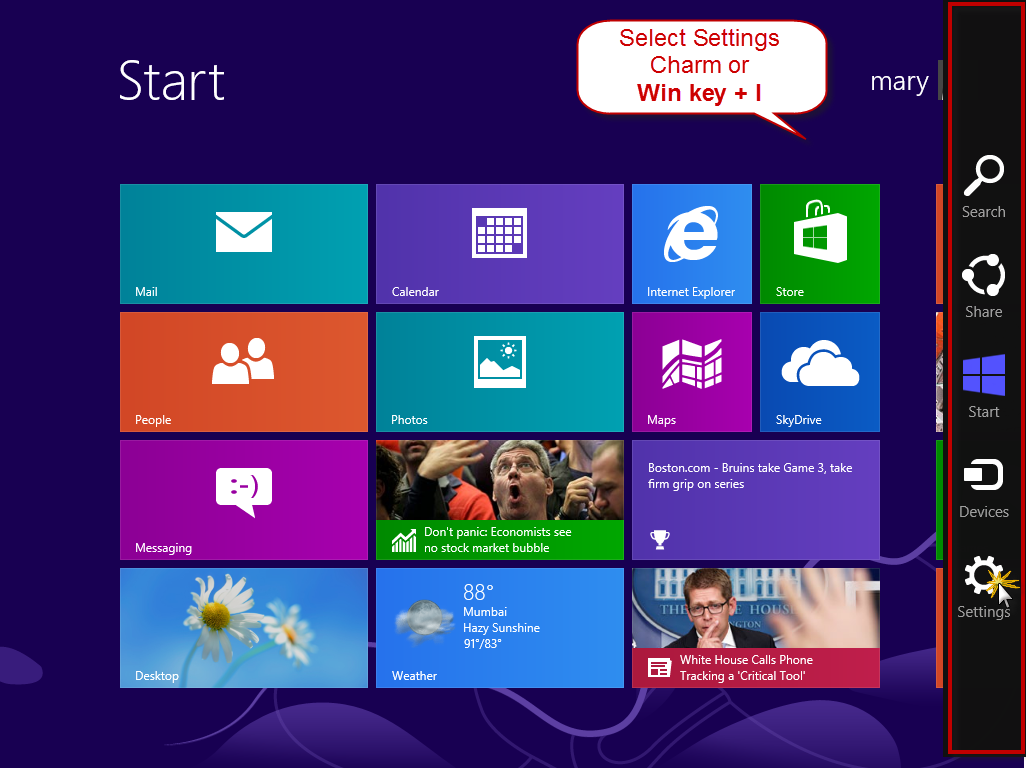 Select Settings
Charm or
Win key + I
Start
mary
Search
Share
Start
Devices
Settings
Mail
Calendar
Internet Explorer
Store
People
Photos
Maps
SkyDrive
:-)
Messaging
Don't panic: Economists see
no stock market bubble
Boston.com - Bruins take Game 3, take
firm grip on series
Desktop
88°
Mumbai
Hazy Sunshine
91°/83°
Weather
THE WHITE HOUSE
White House Calls Phone
Tracking a 'Critical Tool'